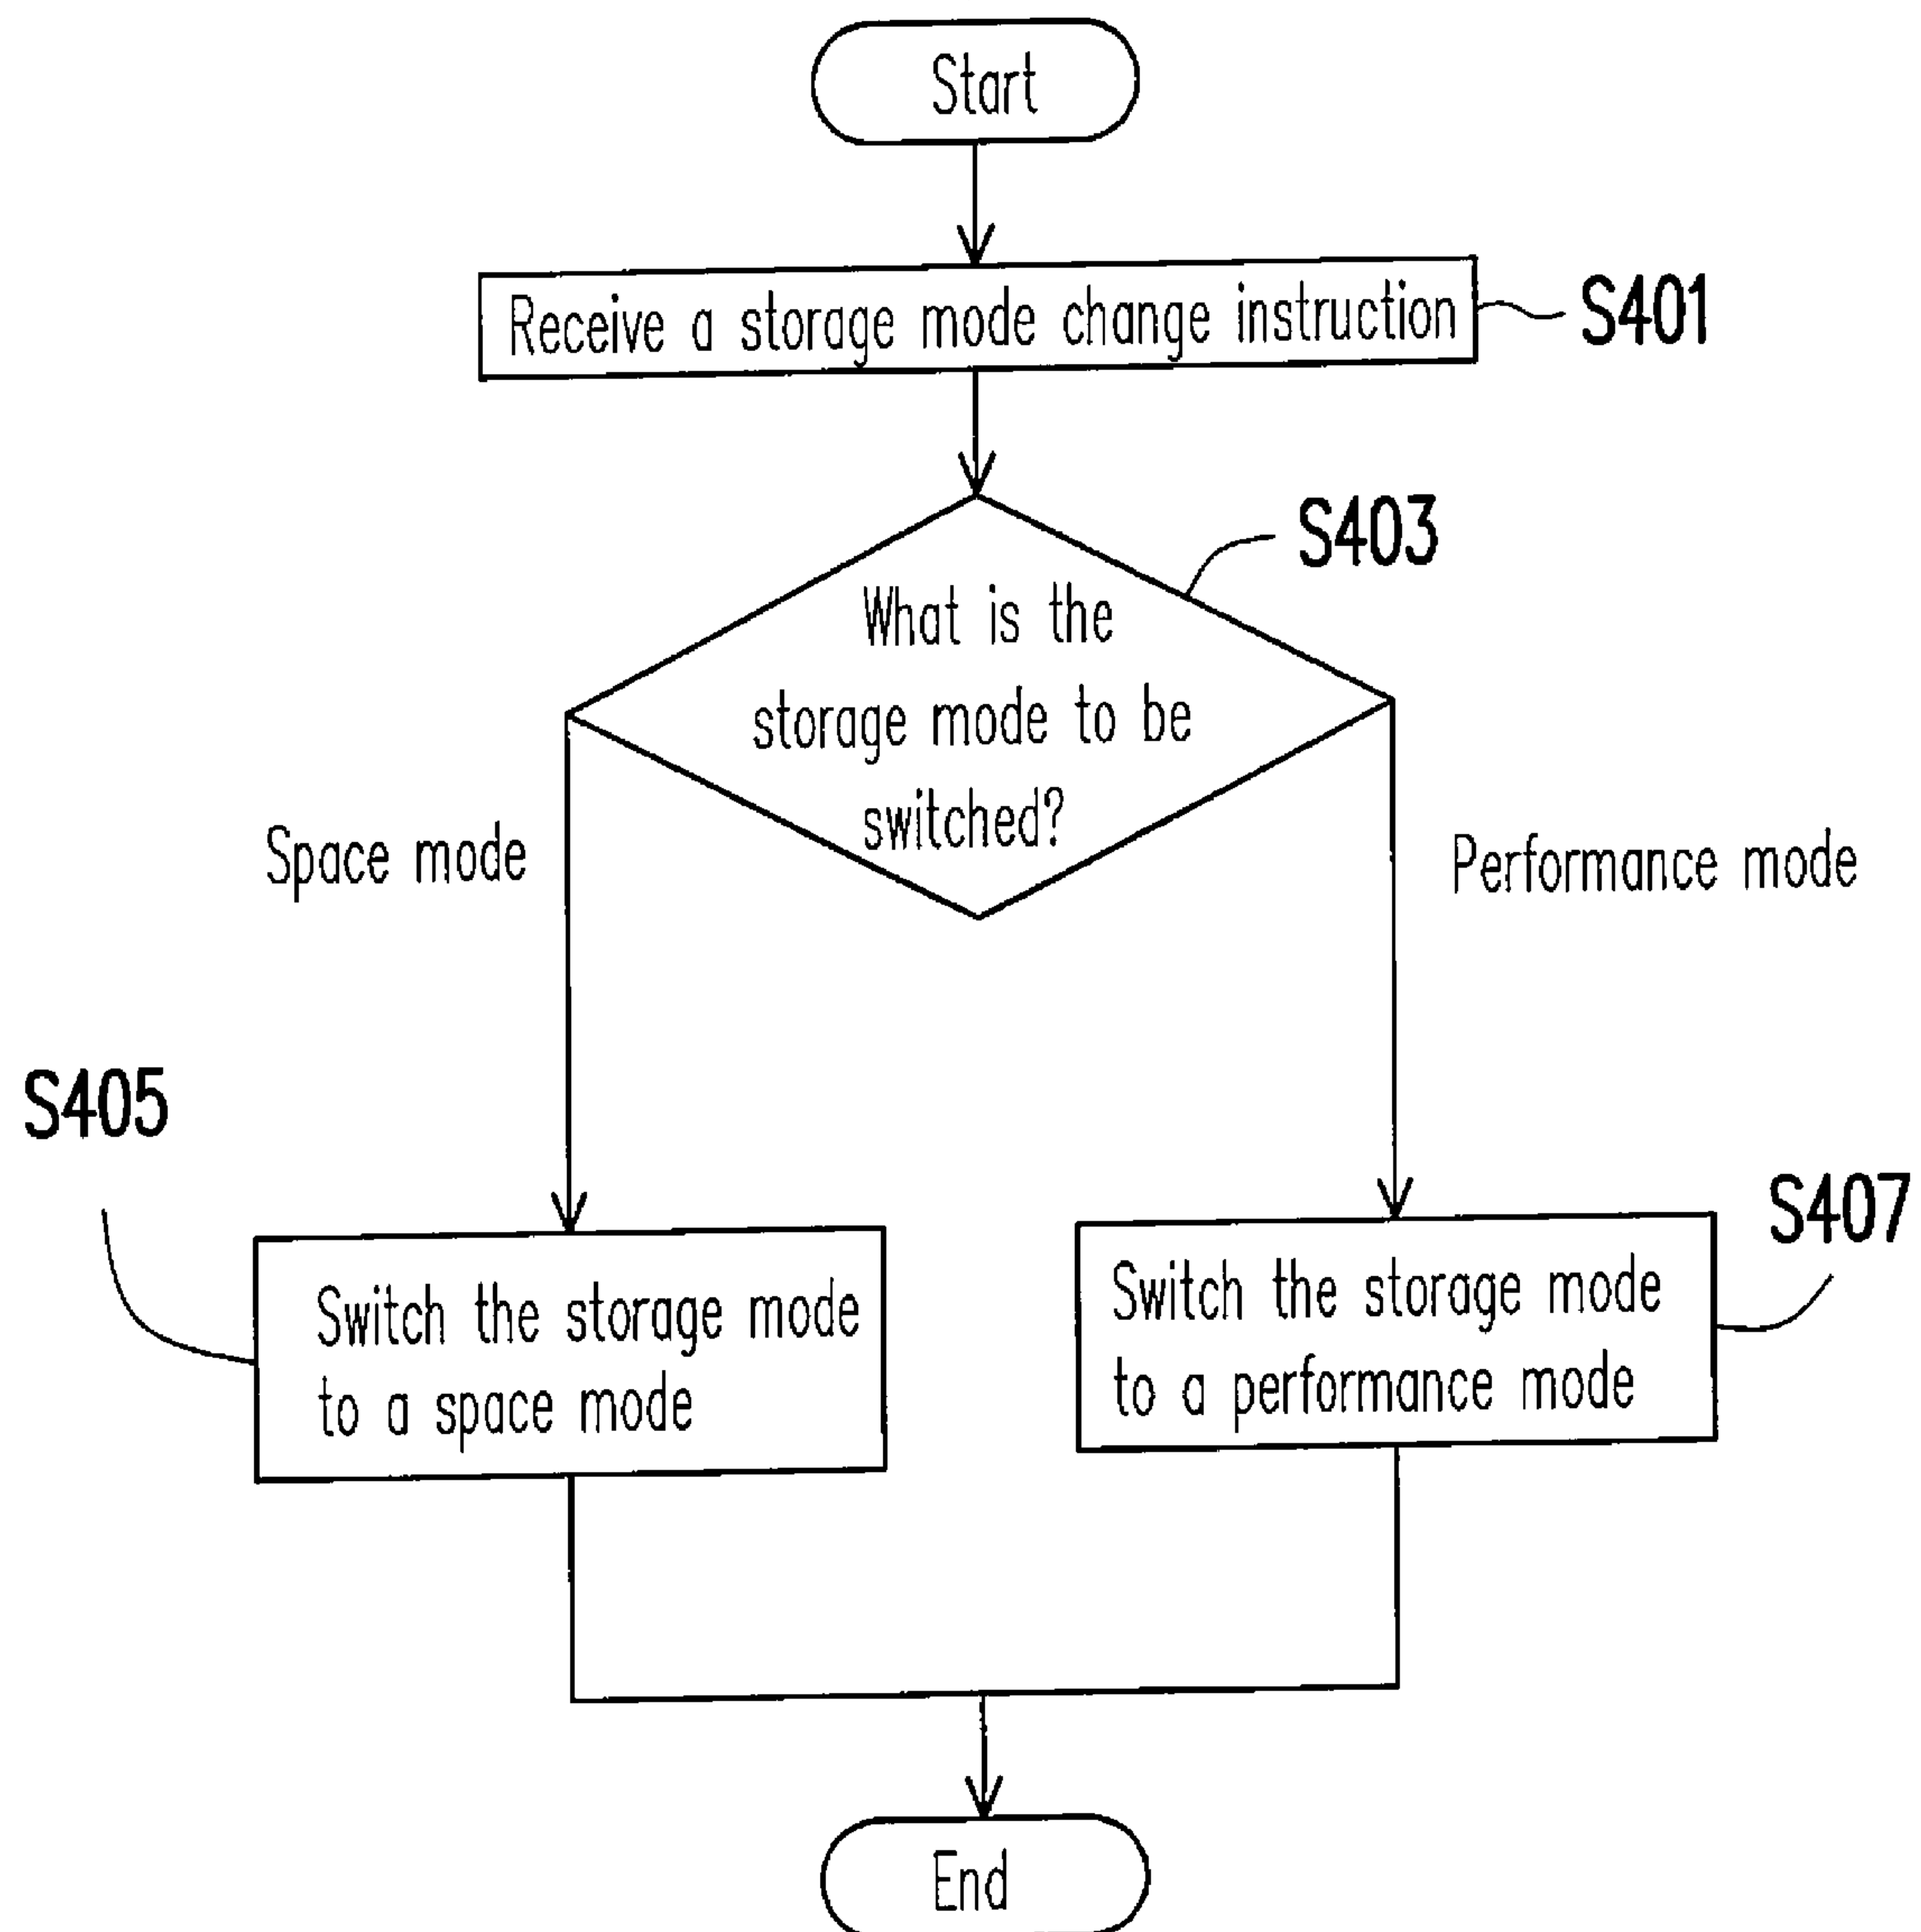 Start
Receive a storage mode change instruction
S401
S403
What is the
storage mode to be
switched?
Space mode
Performance mode
S405
S407
Switch the storage mode
to a space mode
Switch the storage mode
to a performance mode
End